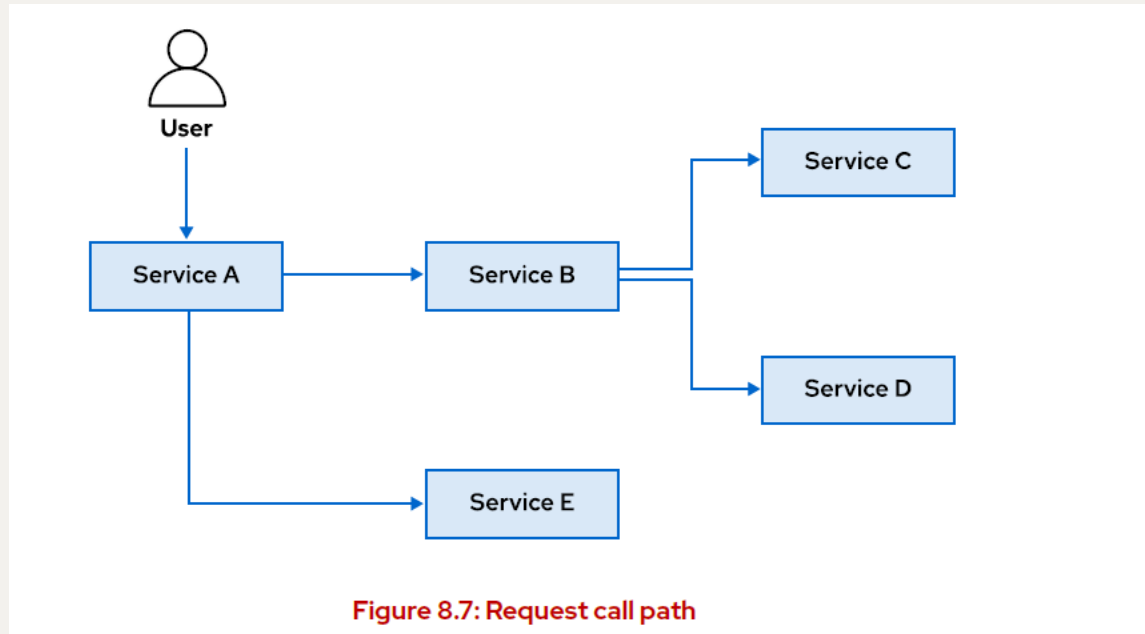 User
Service C
Service A
Service B
Service D
Service E
Figure 8.7: Request call path